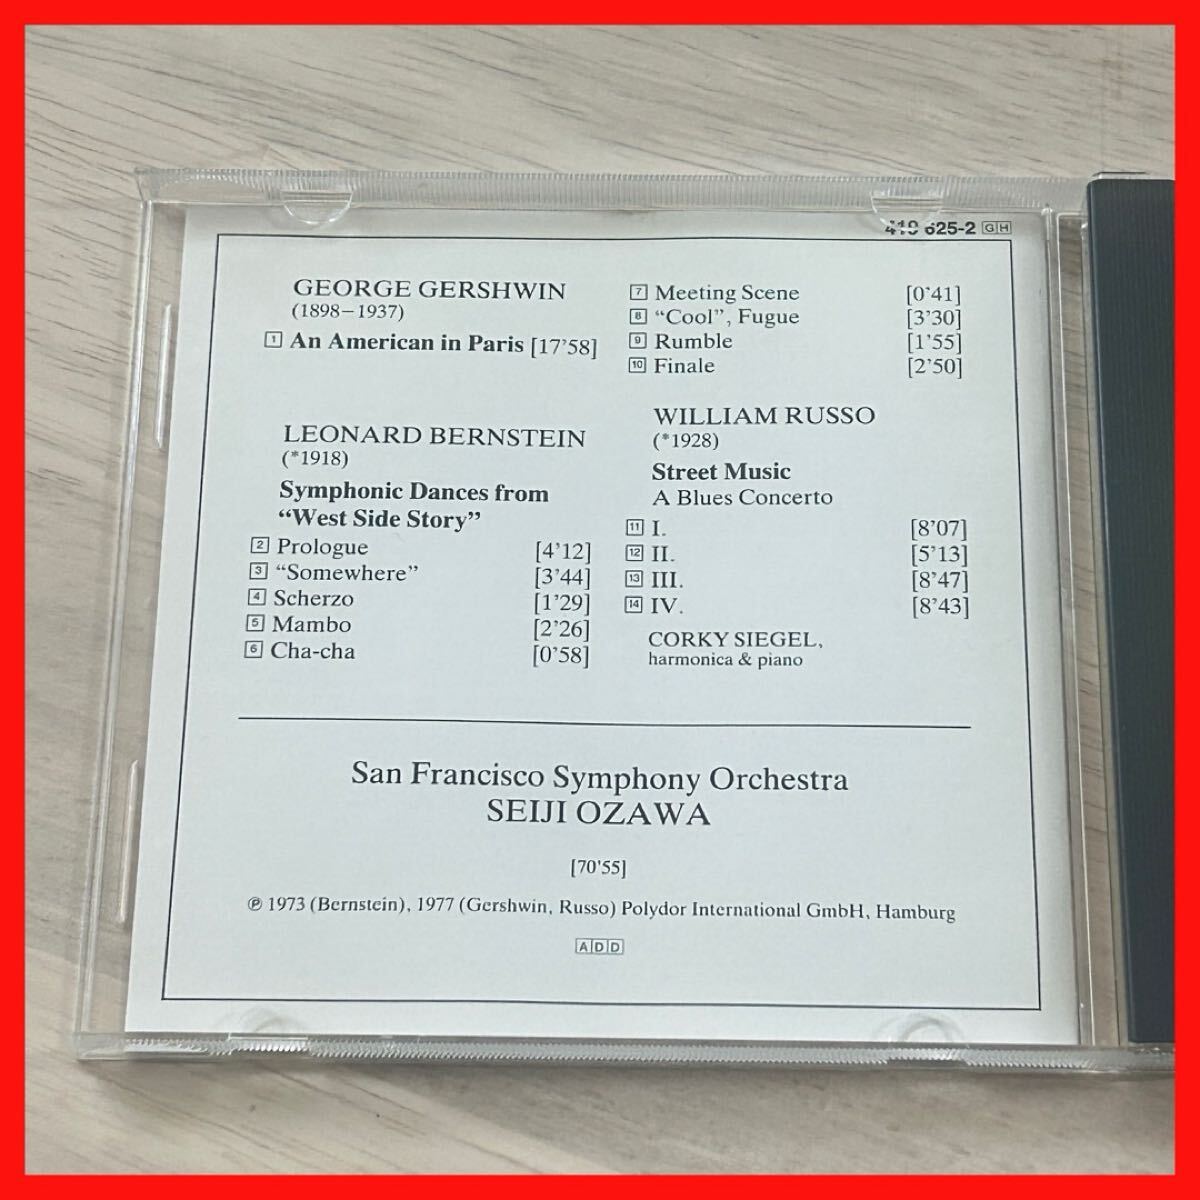 419 625-2 GH
GEORGE GERSHWIN
(1898–1937)
1 An American in Paris [17'58]
LEONARD BERNSTEIN
(*1918)
Symphonic Dances from
“West Side Story”
2 Prologue [4'12]
3 “Somewhere” [3'44]
4 Scherzo [1'29]
5 Mambo [2'26]
6 Cha-cha [0'58]
7 Meeting Scene [0'41]
8 “Cool”, Fugue [3'30]
9 Rumble [1'55]
10 Finale [2'50]
WILLIAM RUSSO
(*1928)
Street Music
A Blues Concerto
11 I. [8'07]
12 II. [5'13]
13 III. [8'47]
14 IV. [8'43]
CORKY SIEGEL,
harmonica & piano
San Francisco Symphony Orchestra
SEIJI OZAWA
[70'55]
℗ 1973 (Bernstein), 1977 (Gershwin, Russo) Polydor International GmbH, Hamburg
ADD